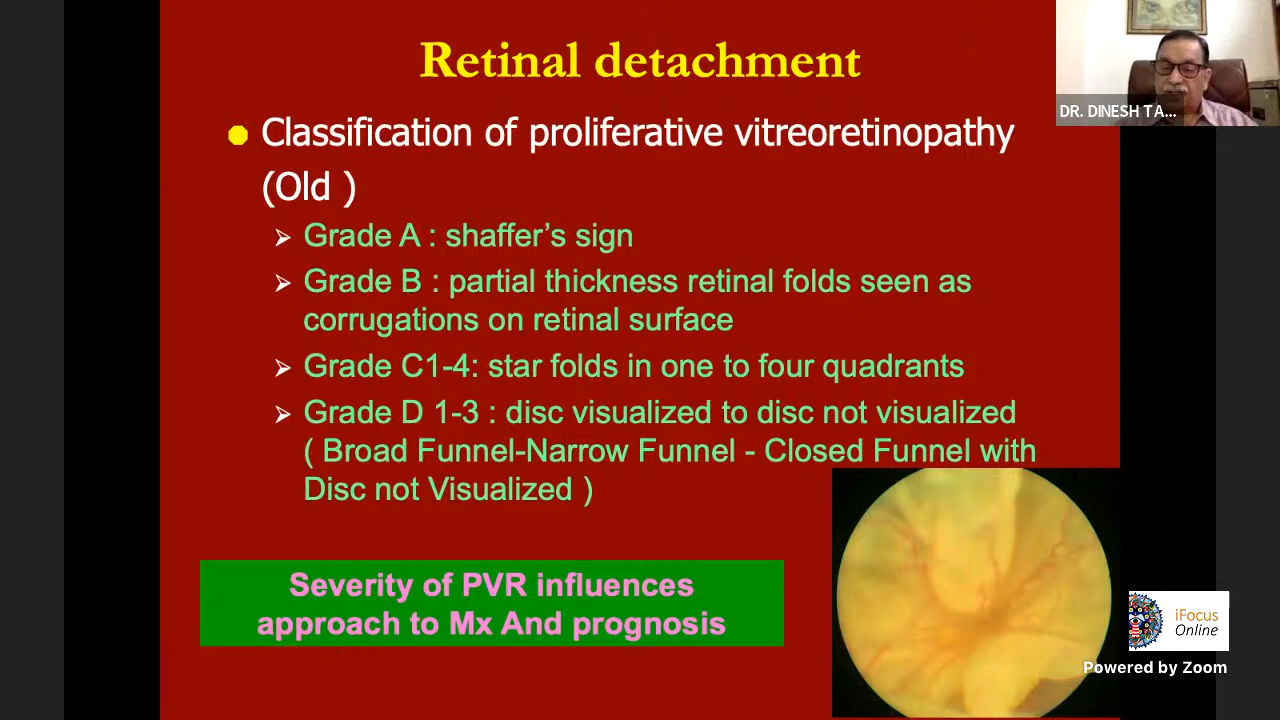 Retinal detachment
DR. DINESH T A...
Classification of proliferative vitreoretinopathy
(Old )
Grade A : shaffer’s sign
Grade B : partial thickness retinal folds seen as
corrugations on retinal surface
Grade C1-4: star folds in one to four quadrants
Grade D 1-3 : disc visualized to disc not visualized
( Broad Funnel-Narrow Funnel - Closed Funnel with
Disc not Visualized )
Severity of PVR influences
approach to Mx And prognosis
iFocus
Online
Powered by Zoom